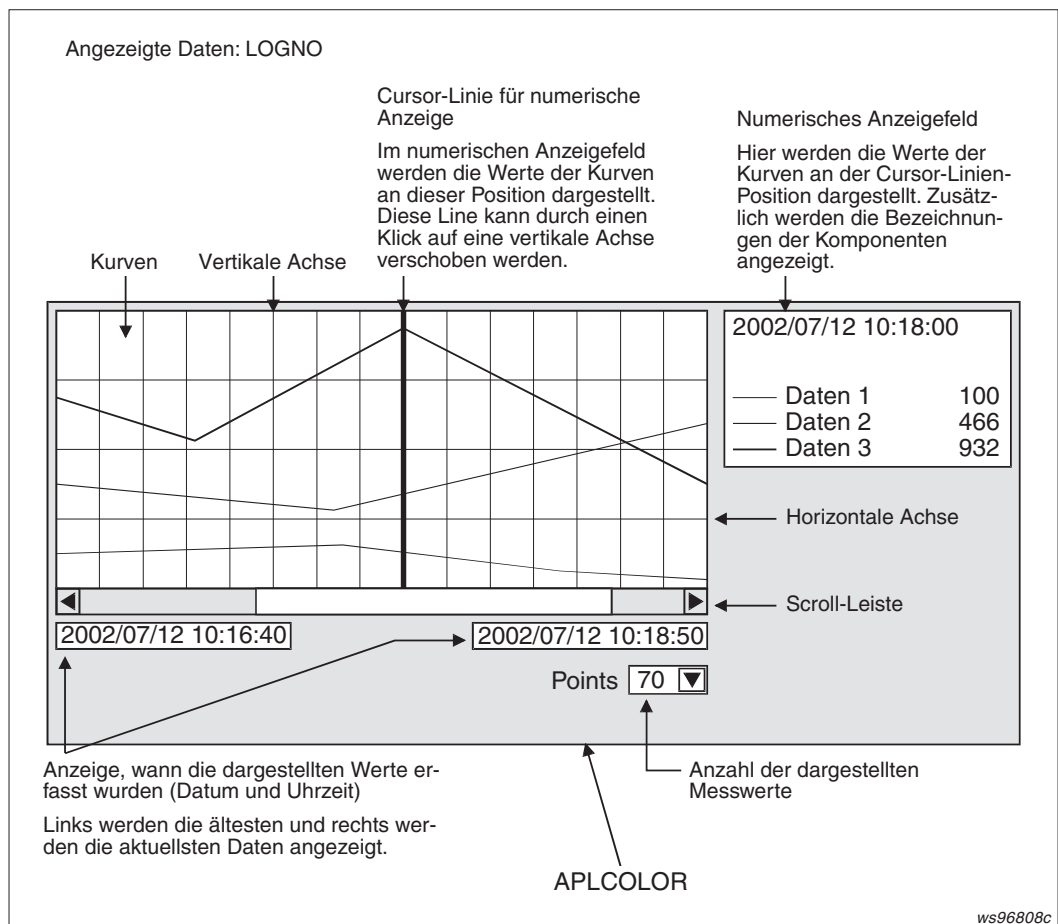 Angezeigte Daten: LOGNO
Cursor-Linie für numerische
Anzeige
Im numerischen Anzeigefeld
werden die Werte der Kurven
an dieser Position dargestellt.
Diese Line kann durch einen
Klick auf eine vertikale Achse
verschoben werden.
Numerisches Anzeigefeld
Hier werden die Werte der
Kurven an der Cursor-Linien-
Position dargestellt. Zusätz-
lich werden die Bezeichnun-
gen der Komponenten
angezeigt.
Kurven
Vertikale Achse
2002/07/12 10:18:00
Daten 1 100
Daten 2 466
Daten 3 932
Horizontale Achse
Scroll-Leiste
2002/07/12 10:16:40
2002/07/12 10:18:50
Points 70
Anzeige, wann die dargestellten Werte er-
fasst wurden (Datum und Uhrzeit)
Links werden die ältesten und rechts wer-
den die aktuellsten Daten angezeigt.
Anzahl der dargestellten
Messwerte
APLCOLOR
ws96808c